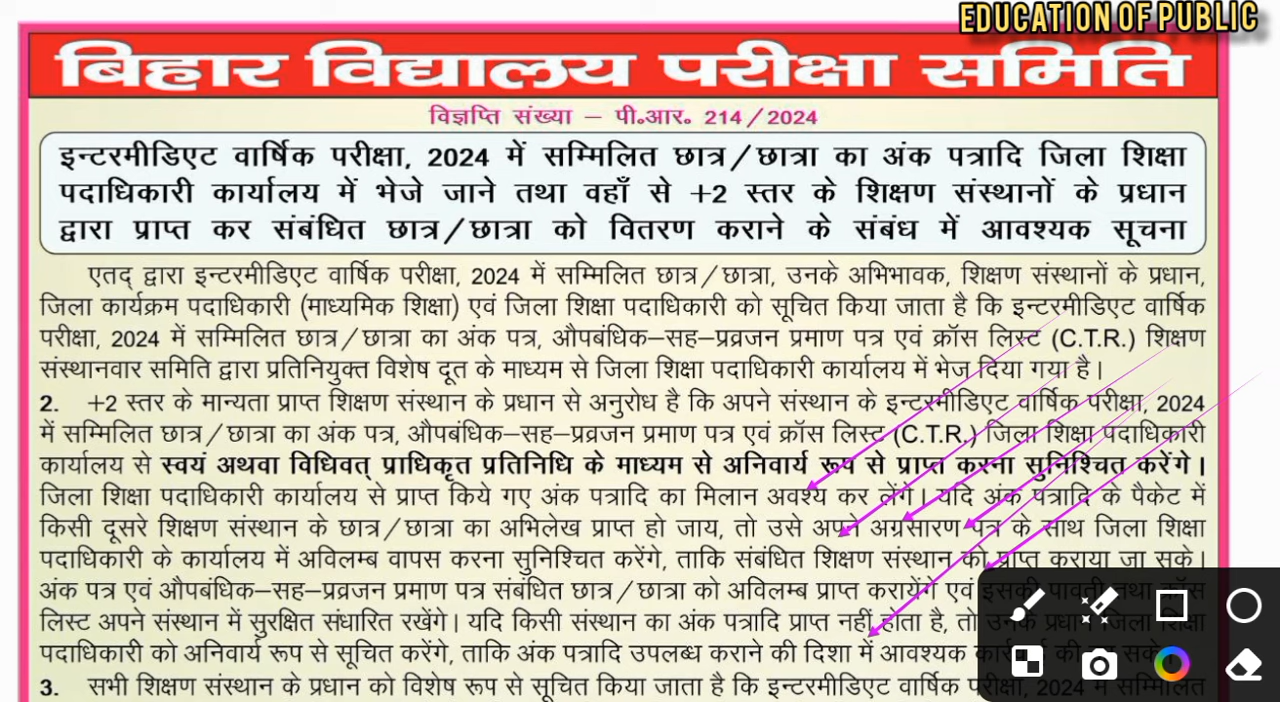 EDUCATION OF PUBLIC
बिहार विद्यालय परीक्षा समिति
विज्ञप्ति संख्या – पी॰आर॰ 214/2024
इन्टरमीडिएट वार्षिक परीक्षा, 2024 में सम्मिलित छात्र/छात्रा का अंक पत्रादि जिला शिक्षा
पदाधिकारी कार्यालय में भेजे जाने तथा वहाँ से +2 स्तर के शिक्षण संस्थानों के प्रधान
द्वारा प्राप्त कर संबंधित छात्र/छात्रा को वितरण कराने के संबंध में आवश्यक सूचना
एतद् द्वारा इन्टरमीडिएट वार्षिक परीक्षा, 2024 में सम्मिलित छात्र/छात्रा, उनके अभिभावक, शिक्षण संस्थानों के प्रधान,
जिला कार्यक्रम पदाधिकारी (माध्यमिक शिक्षा) एवं जिला शिक्षा पदाधिकारी को सूचित किया जाता है कि इन्टरमीडिएट वार्षिक
परीक्षा, 2024 में सम्मिलित छात्र/छात्रा का अंक पत्र, औपबंधिक–सह–प्रव्रजन प्रमाण पत्र एवं क्रॉस लिस्ट (C.T.R.) शिक्षण
संस्थानवार समिति द्वारा प्रतिनियुक्त विशेष दूत के माध्यम से जिला शिक्षा पदाधिकारी कार्यालय में भेज दिया गया है।
2. +2 स्तर के मान्यता प्राप्त शिक्षण संस्थान के प्रधान से अनुरोध है कि अपने संस्थान के इन्टरमीडिएट वार्षिक परीक्षा, 2024
में सम्मिलित छात्र/छात्रा का अंक पत्र, औपबंधिक–सह–प्रव्रजन प्रमाण पत्र एवं क्रॉस लिस्ट (C.T.R.) जिला शिक्षा पदाधिकारी
कार्यालय से स्वयं अथवा विधिवत् प्राधिकृत प्रतिनिधि के माध्यम से अनिवार्य रूप से प्राप्त करना सुनिश्चित करेंगे।
जिला शिक्षा पदाधिकारी कार्यालय से प्राप्त किये गए अंक पत्रादि का मिलान अवश्य कर लेंगे। यदि अंक पत्रादि के पैकेट में
किसी दूसरे शिक्षण संस्थान के छात्र/छात्रा का अभिलेख प्राप्त हो जाय, तो उसे अपने अग्रसारण पत्र के साथ जिला शिक्षा
पदाधिकारी के कार्यालय में अविलम्ब वापस करना सुनिश्चित करेंगे, ताकि संबंधित शिक्षण संस्थान को प्राप्त कराया जा सके।
अंक पत्र एवं औपबंधिक–सह–प्रव्रजन प्रमाण पत्र संबंधित छात्र/छात्रा को अविलम्ब प्राप्त करायेंगे एवं इसकी पावती तथा क्रॉस
लिस्ट अपने संस्थान में सुरक्षित संधारित रखेंगे। यदि किसी संस्थान का अंक पत्रादि प्राप्त नहीं होता है, तो उनके प्रधान जिला शिक्षा
पदाधिकारी को अनिवार्य रूप से सूचित करेंगे, ताकि अंक पत्रादि उपलब्ध कराने की दिशा में आवश्यक की
3. सभी शिक्षण संस्थान के प्रधान को विशेष रूप से सूचित किया जाता है कि इन्टरमीडिएट वार्षिक परीक्षा, 2024 में सम्मिलित